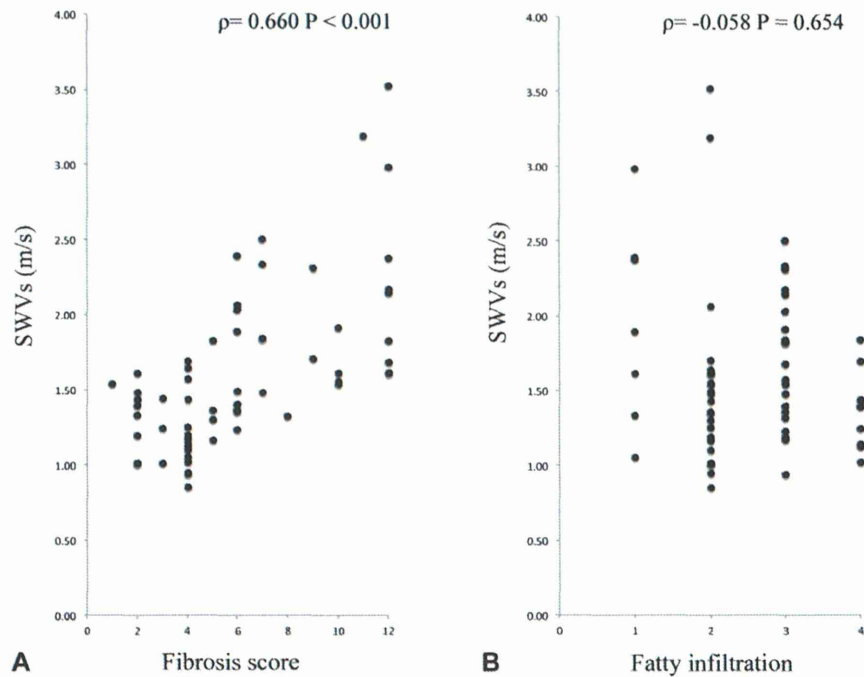 ρ= 0.660 P < 0.001
4.00
3.50
3.00
2.50
2.00
1.50
1.00
0.50
0.00
SWVs (m/s)
0 2 4 6 8 10 12
A Fibrosis score
ρ= -0.058 P = 0.654
4.00
3.50
3.00
2.50
2.00
1.50
1.00
0.50
0.00
SWVs (m/s)
0 1 2 3 4
B Fatty infiltration